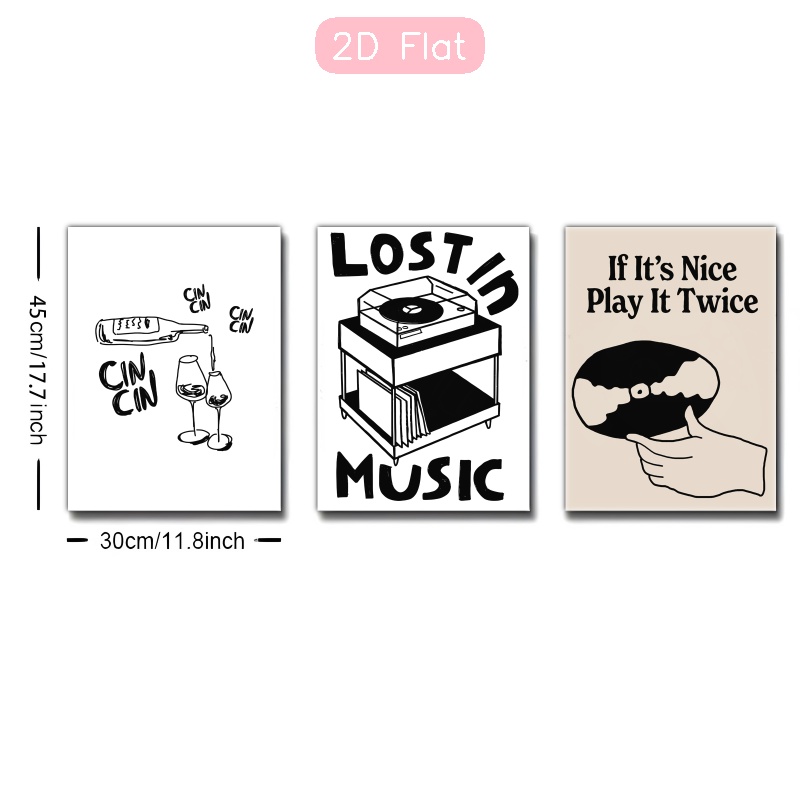 2D Flat
45cm/17.7inch
CIN
CIN
CIN
CIN
CIN
CIN
30cm/11.8inch
LOST In
MUSIC
If It's Nice
Play It Twice